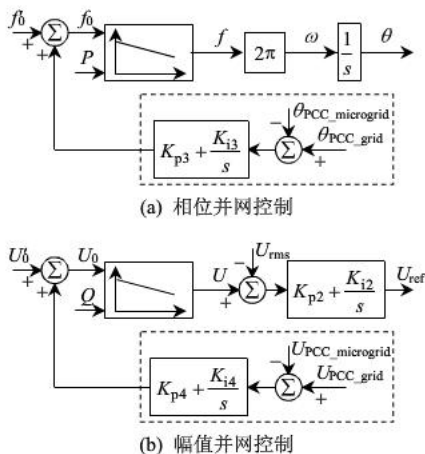 f₀′ f₀ f 2π ω 1/s θ
+ + Σ P
θPCC_microgrid
−
θPCC_grid
Kp3 + Ki3/s Σ +
(a) 相位并网控制
U₀′ U₀ U Urms Uref
+ + Σ Q − + Σ Kp2 + Ki2/s
UPCC_microgrid
−
UPCC_grid
Kp4 + Ki4/s Σ +
(b) 幅值并网控制